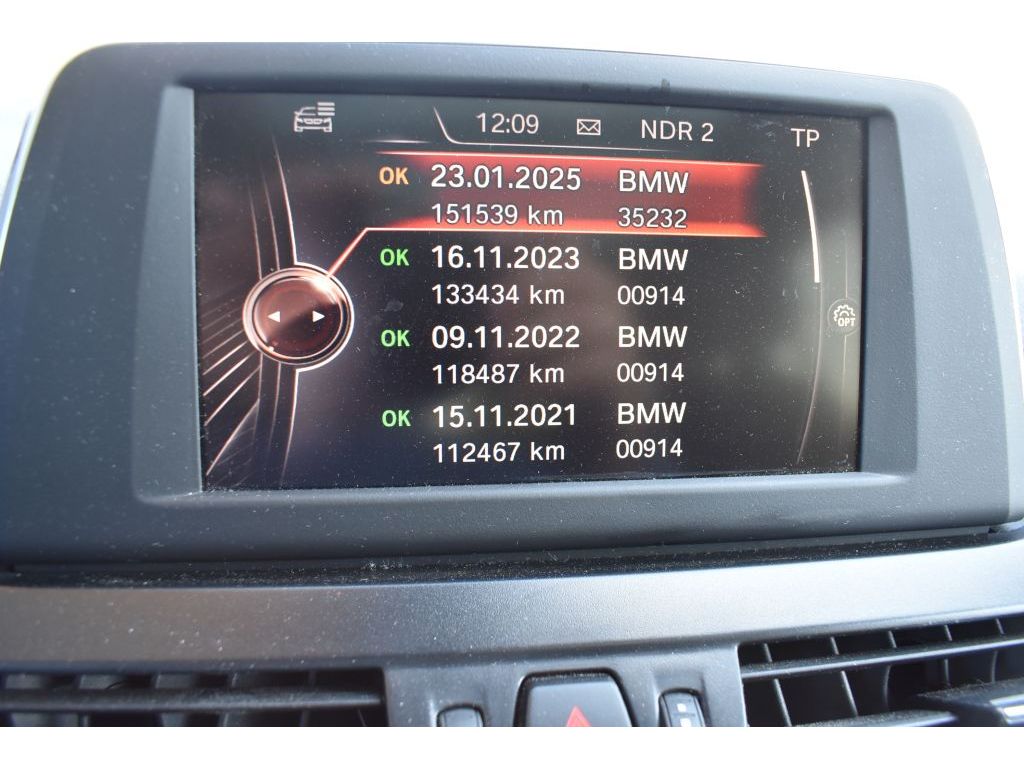 12:09 NDR 2 TP
OK 23.01.2025 BMW
151539 km 35232
OK 16.11.2023 BMW
133434 km 00914
OPT
OK 09.11.2022 BMW
118487 km 00914
OK 15.11.2021 BMW
112467 km 00914